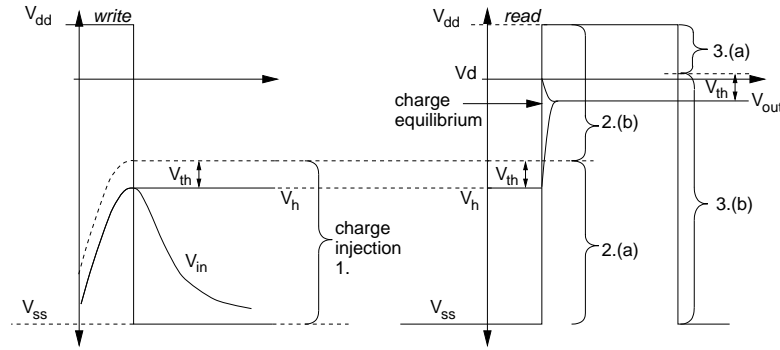 Vdd
write
Vth
Vh
Vin
charge
injection
1.
Vss
Vdd
read
Vd
charge
equilibrium
Vth
Vh
Vss
2.(b)
2.(a)
3.(a)
Vth
Vout
3.(b)